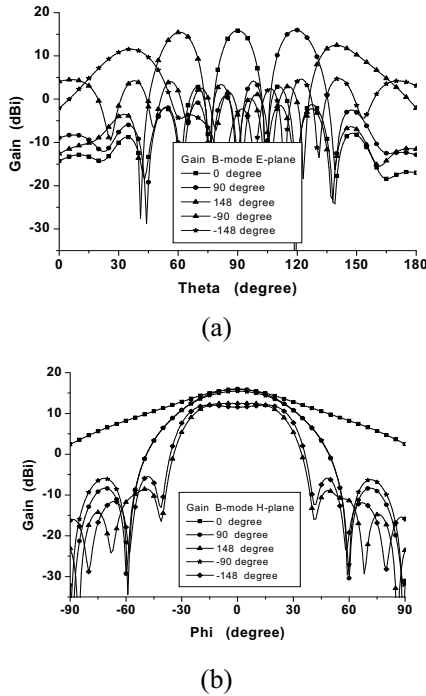 20
10
0
-10
-20
-30
Gain (dBi)
Gain B-mode E-plane
0 degree
90 degree
148 degree
-90 degree
-148 degree
0 30 60 90 120 150 180
Theta (degree)
(a)
20
10
0
-10
-20
-30
Gain (dBi)
Gain B-mode H-plane
0 degree
90 degree
148 degree
-90 degree
-148 degree
-90 -60 -30 0 30 60 90
Phi (degree)
(b)